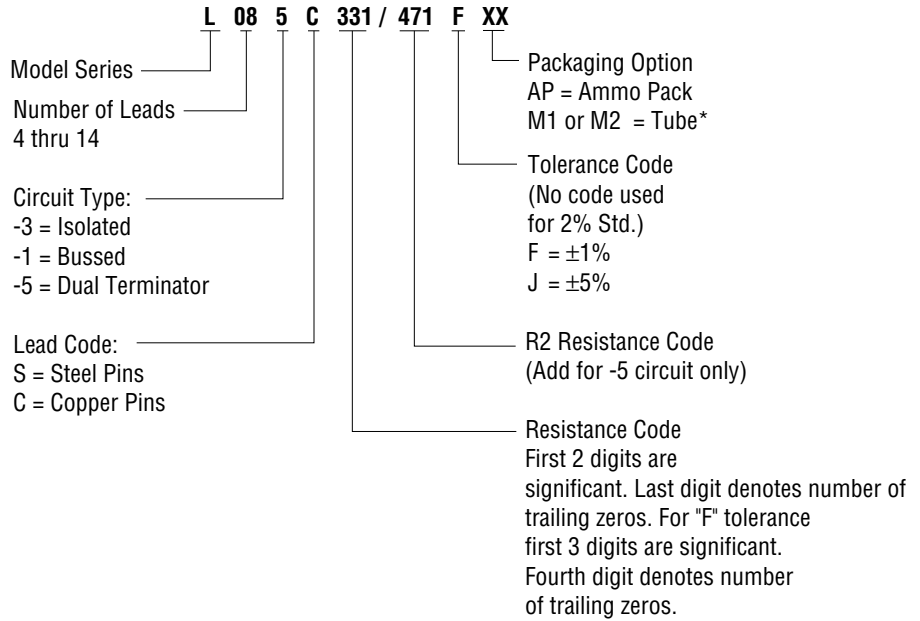 L 08 5 C 331 / 471 F XX
Model Series
Number of Leads
4 thru 14
Circuit Type:
-3 = Isolated
-1 = Bussed
-5 = Dual Terminator
Lead Code:
S = Steel Pins
C = Copper Pins
Packaging Option
AP = Ammo Pack
M1 or M2 = Tube*
Tolerance Code
(No code used
for 2% Std.)
F = ±1%
J = ±5%
R2 Resistance Code
(Add for -5 circuit only)
Resistance Code
First 2 digits are
significant. Last digit denotes number of
trailing zeros. For "F" tolerance
first 3 digits are significant.
Fourth digit denotes number
of trailing zeros.